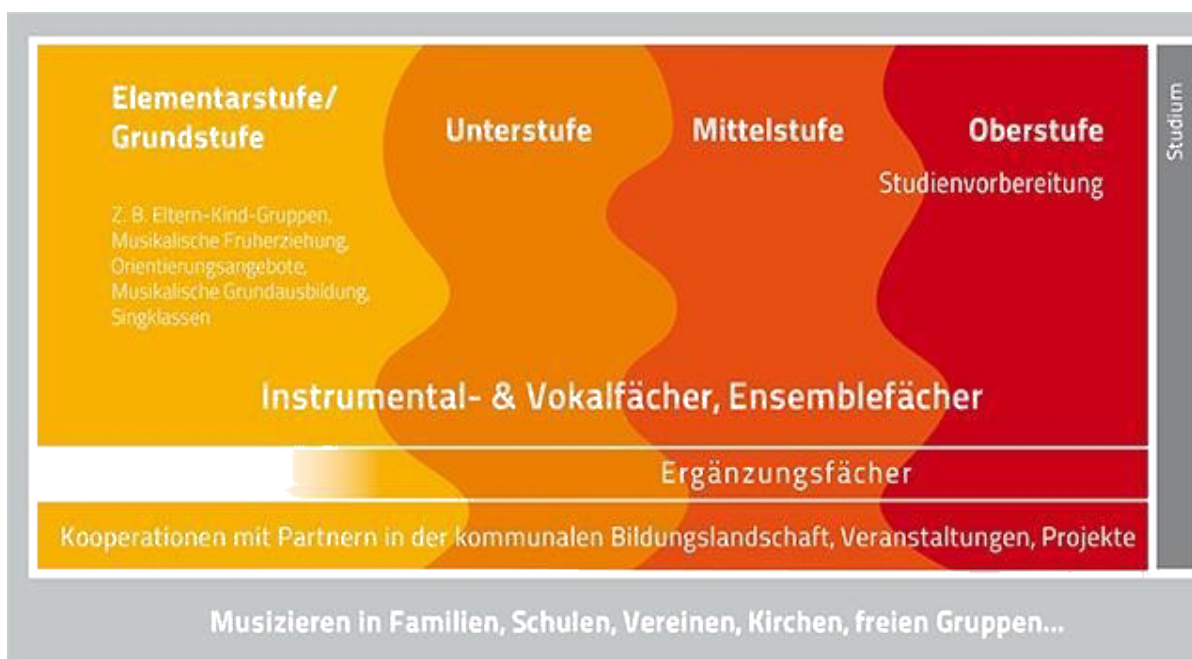 Elementarstufe/
Grundstufe
Z. B. Eltern-Kind-Gruppen,
Musikalische Früherziehung,
Orientierungsangebote,
Musikalische Grundausbildung,
Singklassen
Unterstufe
Mittelstufe
Oberstufe
Studienvorbereitung
Studium
Instrumental- & Vokalfächer, Ensemblefächer
Ergänzungsfächer
Kooperationen mit Partnern in der kommunalen Bildungslandschaft, Veranstaltungen, Projekte
Musizieren in Familien, Schulen, Vereinen, Kirchen, freien Gruppen...